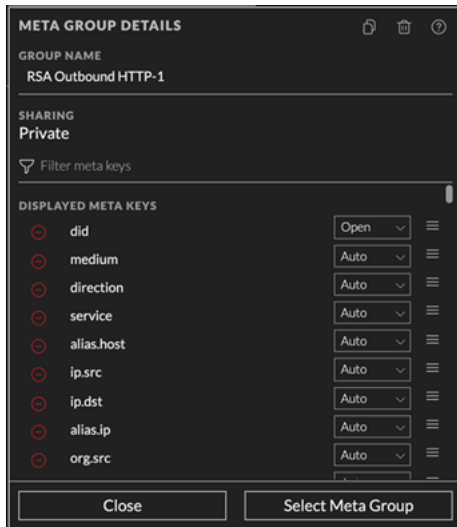 META GROUP DETAILS
GROUP NAME
RSA Outbound HTTP-1
SHARING
Private
Filter meta keys
DISPLAYED META KEYS
did Open
medium Auto
direction Auto
service Auto
alias.host Auto
ip.src Auto
ip.dst Auto
alias.ip Auto
org.src Auto
Close Select Meta Group